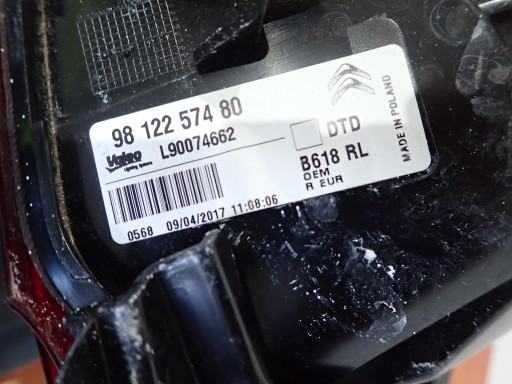 98 122 574 80
Valeo
Lighting Systems
L90074662
DTD
B618 RL
OEM
R EUR
0568 09/04/2017 11:08:06
MADE IN POLAND